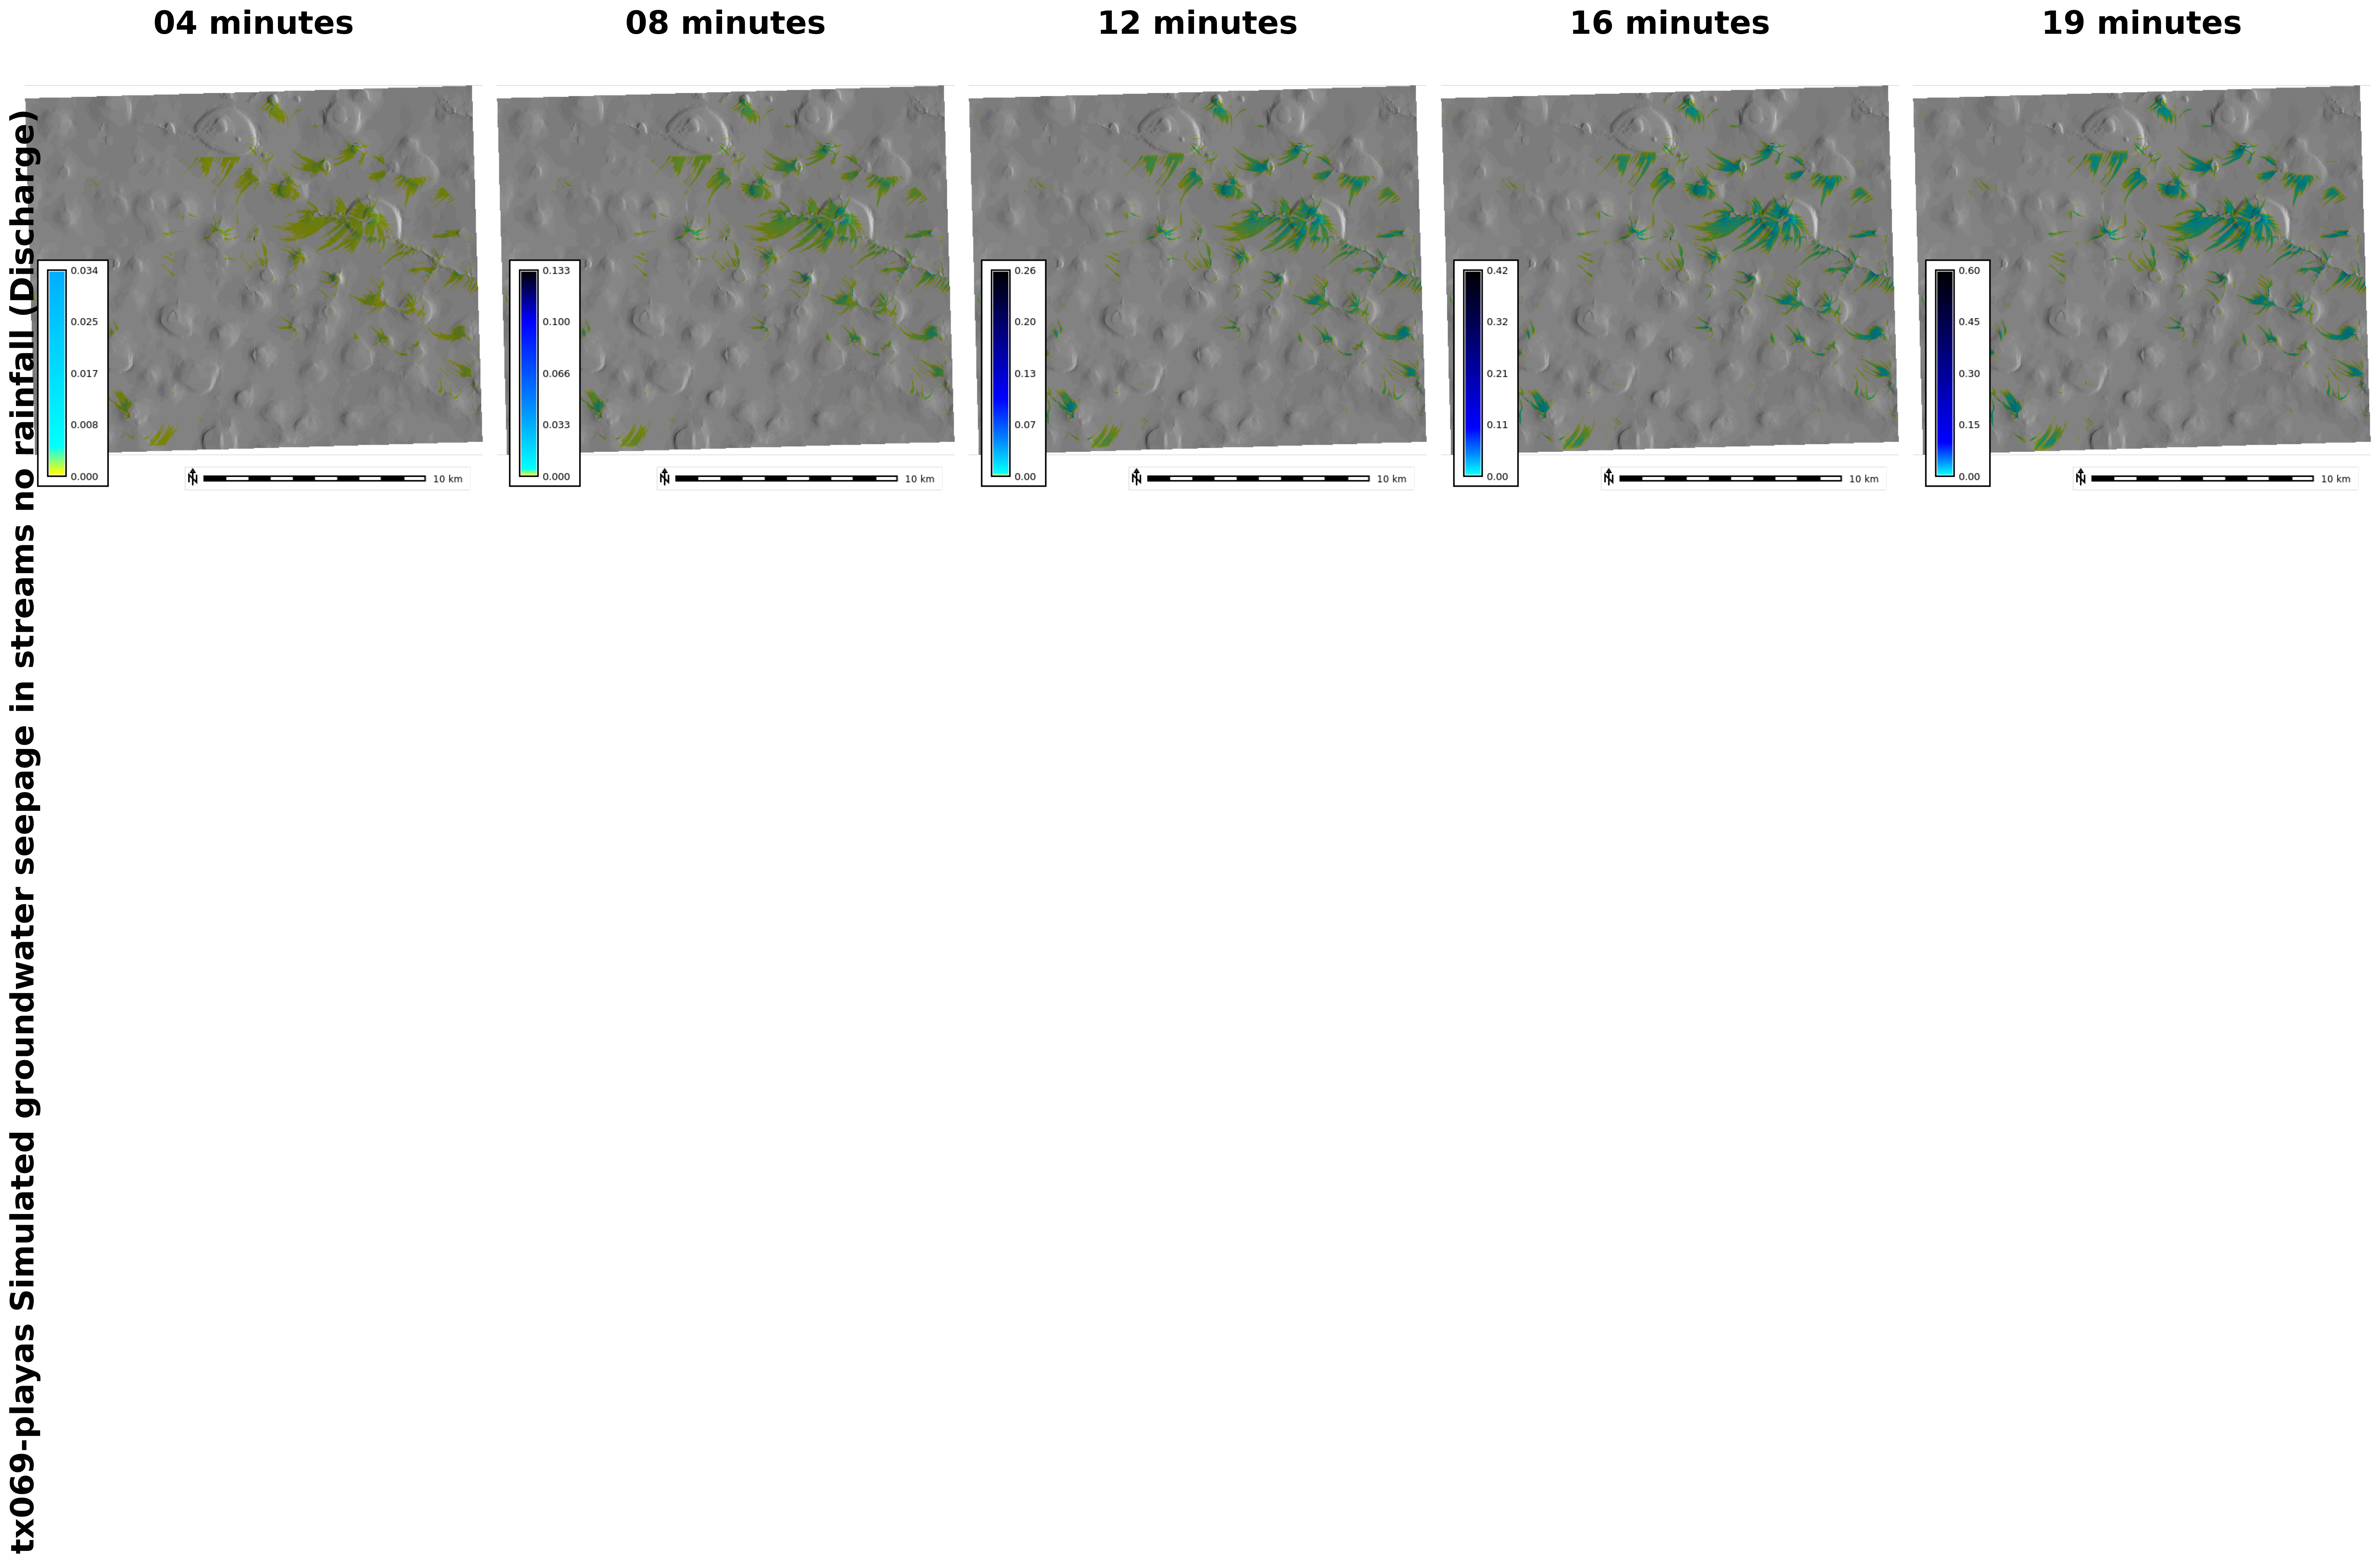 04 minutes
08 minutes
12 minutes
16 minutes
19 minutes
tx069-playas Simulated groundwater seepage in streams no rainfall (Discharge)
0.034
0.025
0.017
0.008
0.000
N
10 km
0.133
0.100
0.066
0.033
0.000
N
10 km
0.26
0.20
0.13
0.07
0.00
N
10 km
0.42
0.32
0.21
0.11
0.00
N
10 km
0.60
0.45
0.30
0.15
0.00
N
10 km